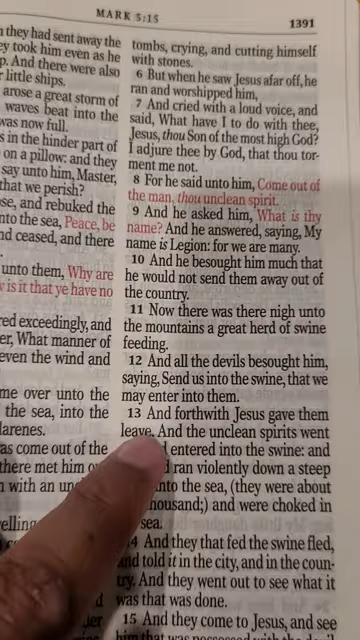 MARK 5:15
1391
they had sent away the
ey took him even as he
p. And there were also
r little ships.
arose a great storm of
waves beat into the
was now full.
s in the hinder part of
on a pillow: and they
say unto him, Master,
that we perish?
se, and rebuked the
nto the sea, Peace, be
nd ceased, and there
unto them, Why are
is it that ye have no
red exceedingly, and
er, What manner of
even the wind and
me over unto the
the sea, into the
larenes.
as come out of the
there met him
with an un
elling
tombs, crying, and cutting himself
with stones.
6 But when he saw Jesus afar off, he
ran and worshipped him,
7 And cried with a loud voice, and
said, What have I to do with thee,
Jesus, thou Son of the most high God?
I adjure thee by God, that thou tor-
ment me not.
8 For he said unto him, Come out of
the man, thou unclean spirit.
9 And he asked him, What is thy
name? And he answered, saying, My
name is Legion: for we are many.
10 And he besought him much that
he would not send them away out of
the country.
11 Now there was there nigh unto
the mountains a great herd of swine
feeding.
12 And all the devils besought him,
saying, Send us into the swine, that we
may enter into them.
13 And forthwith Jesus gave them
leave. And the unclean spirits went
entered into the swine: and
ran violently down a steep
into the sea, (they were about
housand;) and were choked in
sea.
14 And they that fed the swine fled,
and told it in the city, and in the coun-
try. And they went out to see what it
was that was done.
15 And they come to Jesus, and see
him that was possessed with the devil